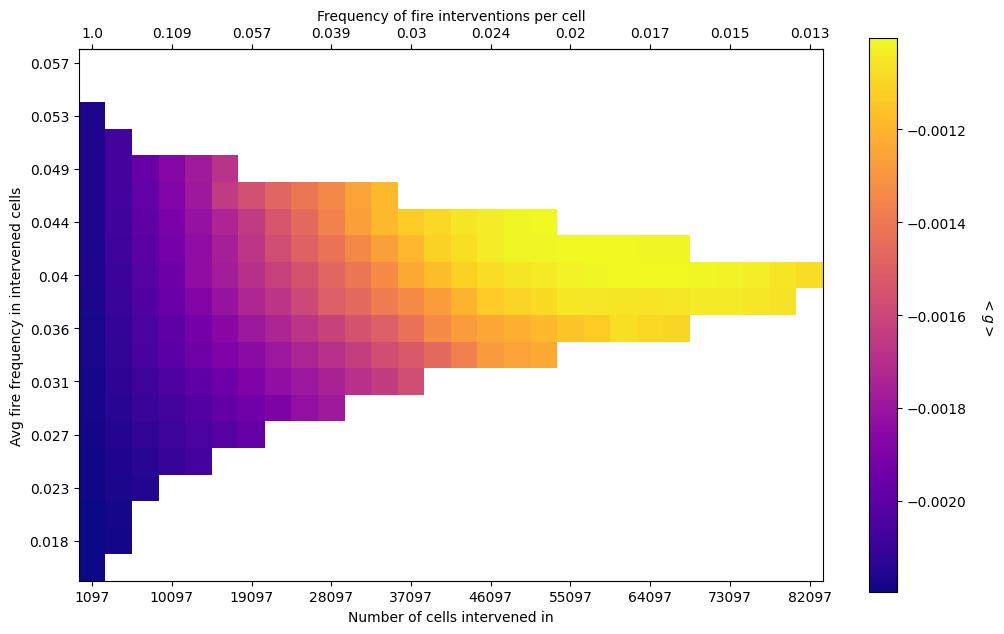 Frequency of fire interventions per cell
1.0 0.109 0.057 0.039 0.03 0.024 0.02 0.017 0.015 0.013
Avg fire frequency in intervened cells
0.057
0.053
0.049
0.044
0.04
0.036
0.031
0.027
0.023
0.018
1097 10097 19097 28097 37097 46097 55097 64097 73097 82097
Number of cells intervened in
−0.0012
−0.0014
−0.0016
−0.0018
−0.0020
< g >